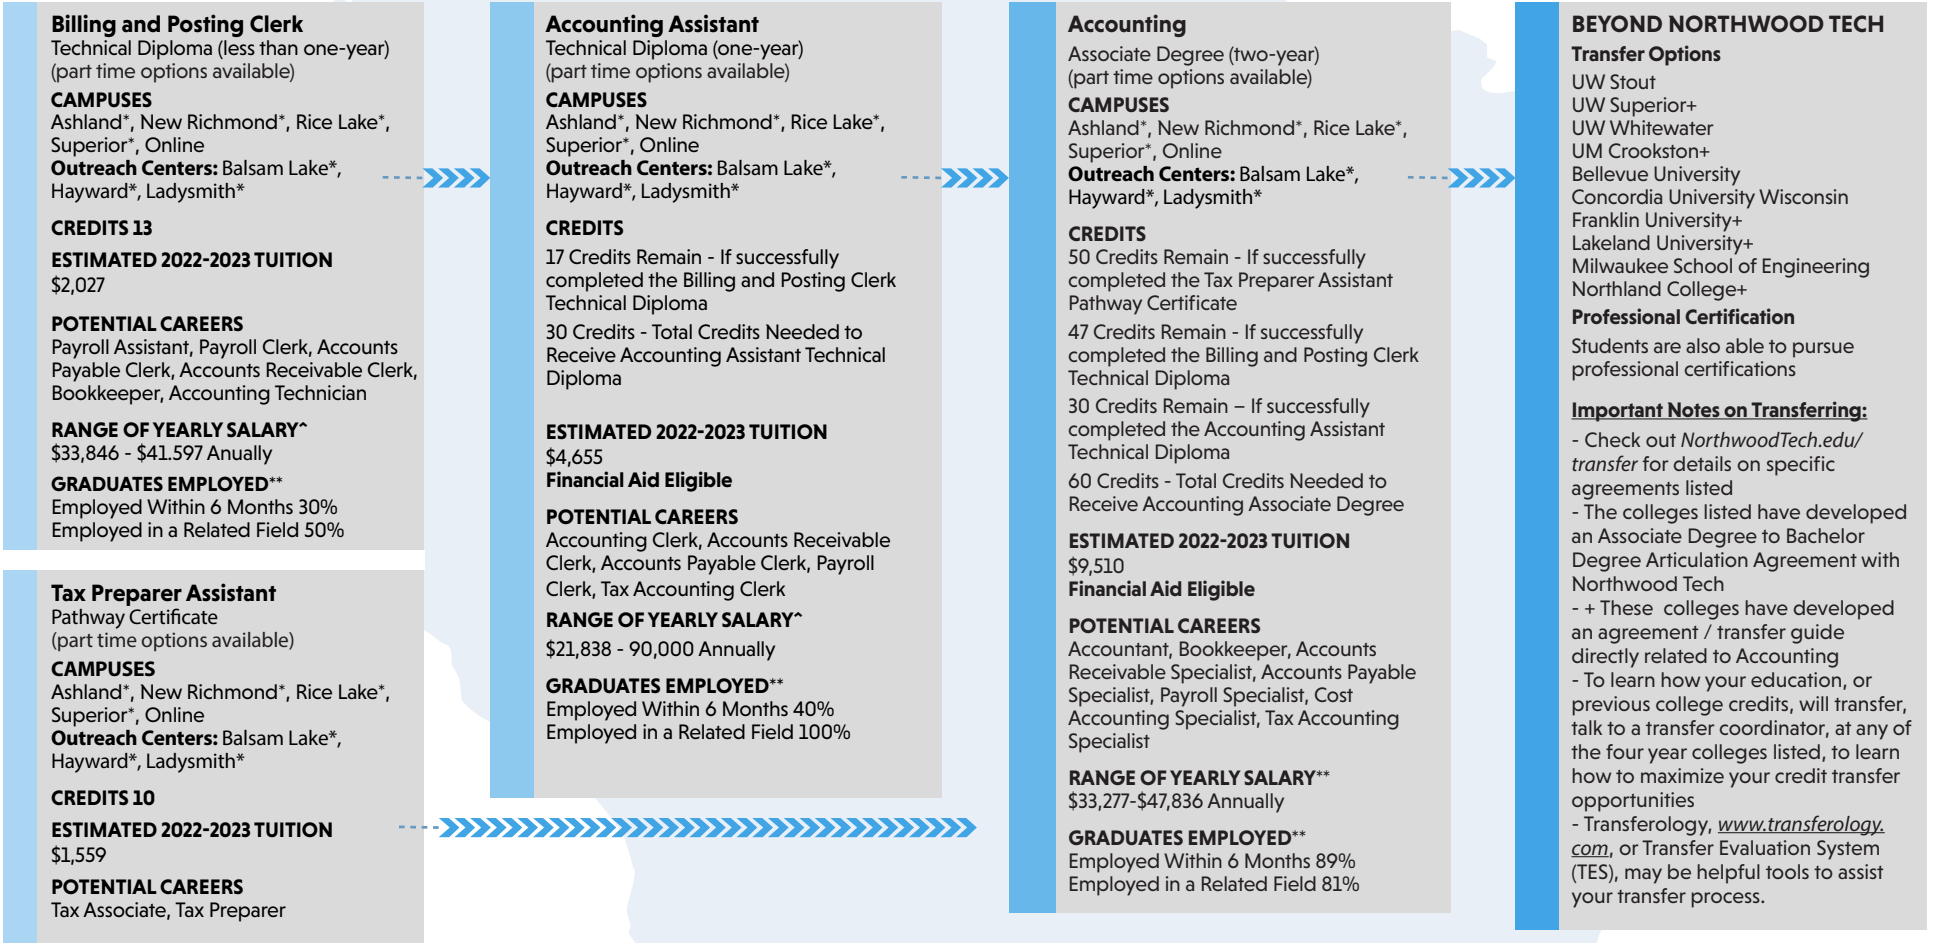 Billing and Posting Clerk
Technical Diploma (less than one-year)
(part time options available)
CAMPUSES
Ashland*, New Richmond*, Rice Lake*,
Superior*, Online
Outreach Centers: Balsam Lake*,
Hayward*, Ladysmith*
CREDITS 13
ESTIMATED 2022-2023 TUITION
$2,027
POTENTIAL CAREERS
Payroll Assistant, Payroll Clerk, Accounts
Payable Clerk, Accounts Receivable Clerk,
Bookkeeper, Accounting Technician
RANGE OF YEARLY SALARY^
$33,846 - $41.597 Anually
GRADUATES EMPLOYED**
Employed Within 6 Months 30%
Employed in a Related Field 50%
Tax Preparer Assistant
Pathway Certificate
(part time options available)
CAMPUSES
Ashland*, New Richmond*, Rice Lake*,
Superior*, Online
Outreach Centers: Balsam Lake*,
Hayward*, Ladysmith*
CREDITS 10
ESTIMATED 2022-2023 TUITION
$1,559
POTENTIAL CAREERS
Tax Associate, Tax Preparer
Accounting Assistant
Technical Diploma (one-year)
(part time options available)
CAMPUSES
Ashland*, New Richmond*, Rice Lake*,
Superior*, Online
Outreach Centers: Balsam Lake*,
Hayward*, Ladysmith*
CREDITS
17 Credits Remain - If successfully
completed the Billing and Posting Clerk
Technical Diploma
30 Credits - Total Credits Needed to
Receive Accounting Assistant Technical
Diploma
ESTIMATED 2022-2023 TUITION
$4,655
Financial Aid Eligible
POTENTIAL CAREERS
Accounting Clerk, Accounts Receivable
Clerk, Accounts Payable Clerk, Payroll
Clerk, Tax Accounting Clerk
RANGE OF YEARLY SALARY^
$21,838 - 90,000 Annually
GRADUATES EMPLOYED**
Employed Within 6 Months 40%
Employed in a Related Field 100%
Accounting
Associate Degree (two-year)
(part time options available)
CAMPUSES
Ashland*, New Richmond*, Rice Lake*,
Superior*, Online
Outreach Centers: Balsam Lake*,
Hayward*, Ladysmith*
CREDITS
50 Credits Remain - If successfully
completed the Tax Preparer Assistant
Pathway Certificate
47 Credits Remain - If successfully
completed the Billing and Posting Clerk
Technical Diploma
30 Credits Remain – If successfully
completed the Accounting Assistant
Technical Diploma
60 Credits - Total Credits Needed to
Receive Accounting Associate Degree
ESTIMATED 2022-2023 TUITION
$9,510
Financial Aid Eligible
POTENTIAL CAREERS
Accountant, Bookkeeper, Accounts
Receivable Specialist, Accounts Payable
Specialist, Payroll Specialist, Cost
Accounting Specialist, Tax Accounting
Specialist
RANGE OF YEARLY SALARY**
$33,277-$47,836 Annually
GRADUATES EMPLOYED**
Employed Within 6 Months 89%
Employed in a Related Field 81%
BEYOND NORTHWOOD TECH
Transfer Options
UW Stout
UW Superior+
UW Whitewater
UM Crookston+
Bellevue University
Concordia University Wisconsin
Franklin University+
Lakeland University+
Milwaukee School of Engineering
Northland College+
Professional Certification
Students are also able to pursue
professional certifications
Important Notes on Transferring:
- Check out NorthwoodTech.edu/
transfer for details on specific
agreements listed
- The colleges listed have developed
an Associate Degree to Bachelor
Degree Articulation Agreement with
Northwood Tech
- + These colleges have developed
an agreement / transfer guide
directly related to Accounting
- To learn how your education, or
previous college credits, will transfer,
talk to a transfer coordinator, at any of
the four year colleges listed, to learn
how to maximize your credit transfer
opportunities
- Transferology, www.transferology.
com, or Transfer Evaluation System
(TES), may be helpful tools to assist
your transfer process.